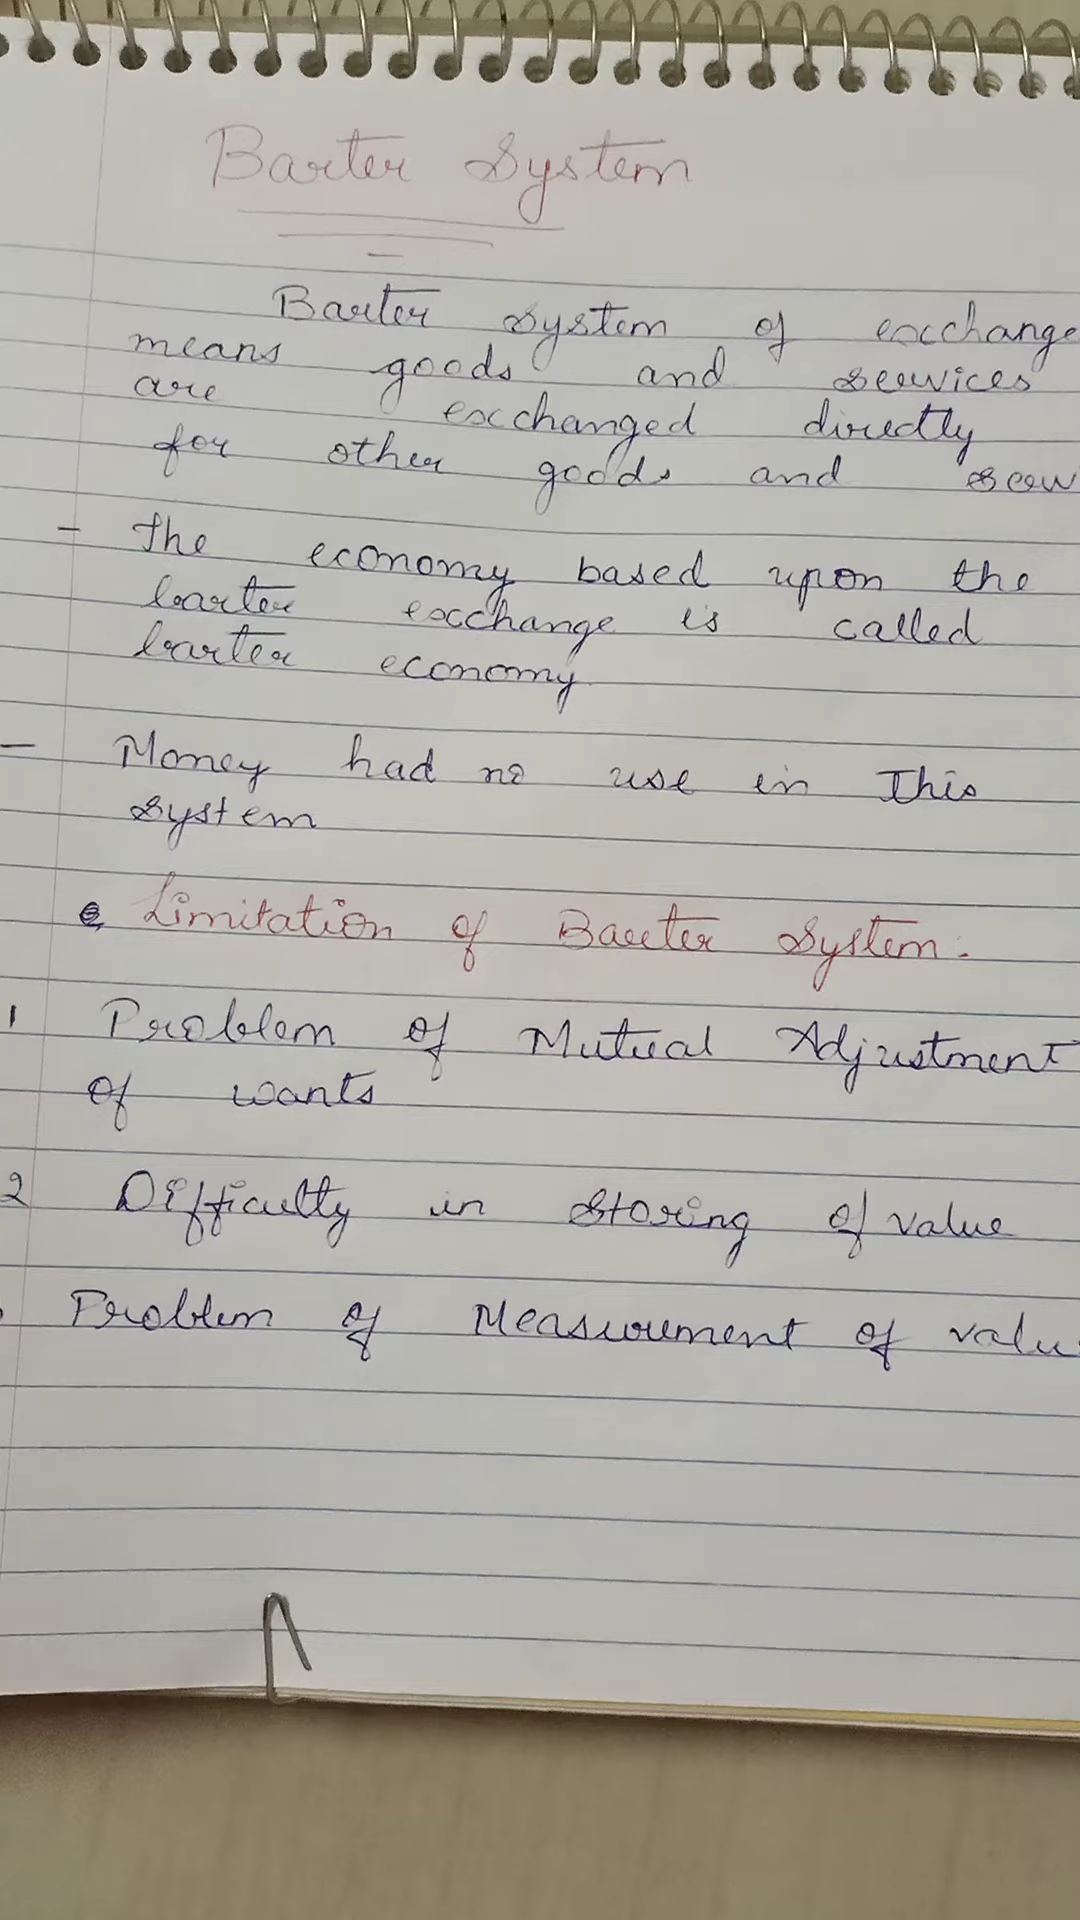 Barter System
Barter system of exchange
means goods and services
are exchanged directly
for other goods and serv
- The economy based upon the
barter exchange is called
barter economy
- Money had no use in This
System
Limitation of Barter System.
1 Problem of Mutual Adjustment
of wants
2 Difficulty in Storing of value
Problem of Measurement of valu